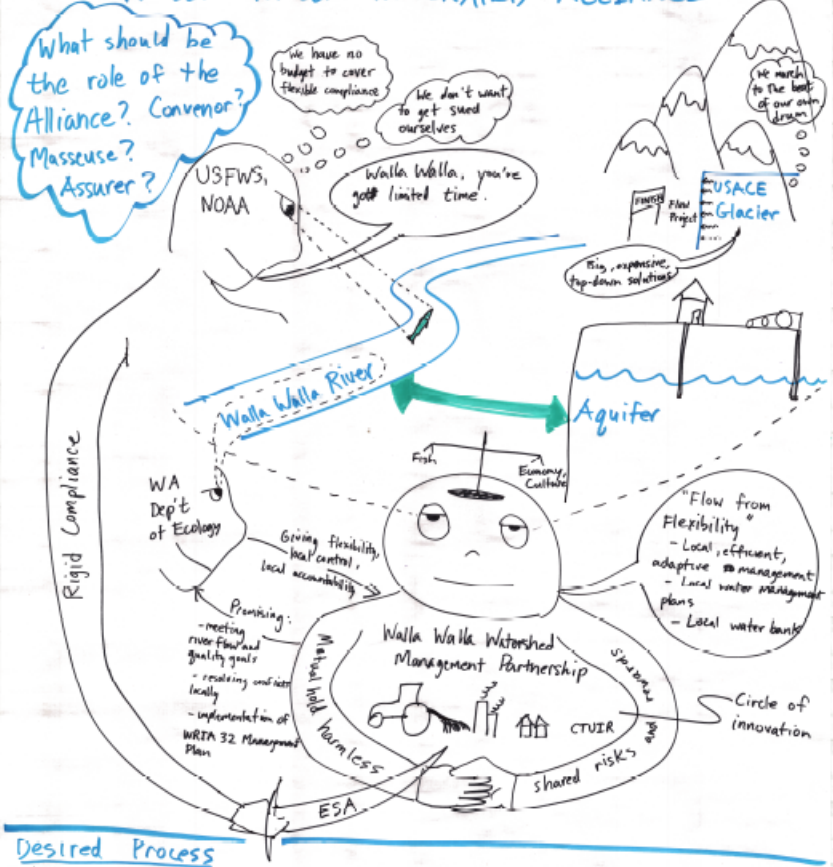 What should be
the role of the
Alliance? Convenor?
Masseuse?
Assurer?
We have no
budget to cover
flexible compliance
We don't want
to get sued
ourselves
We march
to the beat
of our own
drum
USFWS,
NOAA
Walla Walla, you've
got limited time.
Flow
Project
USACE
Glacier
Big, expensive,
top-down solutions
Walla Walla River
Aquifer
Fish
Economy,
Culture
Rigid Compliance
WA
Dep't
of Ecology
Giving flexibility,
local control,
local accountability
"Flow from
Flexibility"
- Local, efficient,
adaptive management
- Local water management
plans
- Local water bank
Promising:
- meeting
river flow and
quality goals
- resolving conflicts
locally
- implementation of
WRIA 32 Management
Plan
Mutual hold harmless
Walla Walla Watershed
Management Partnership
CTUIR
shared risks
and rewards
Circle of
innovation
ESA
Desired Process